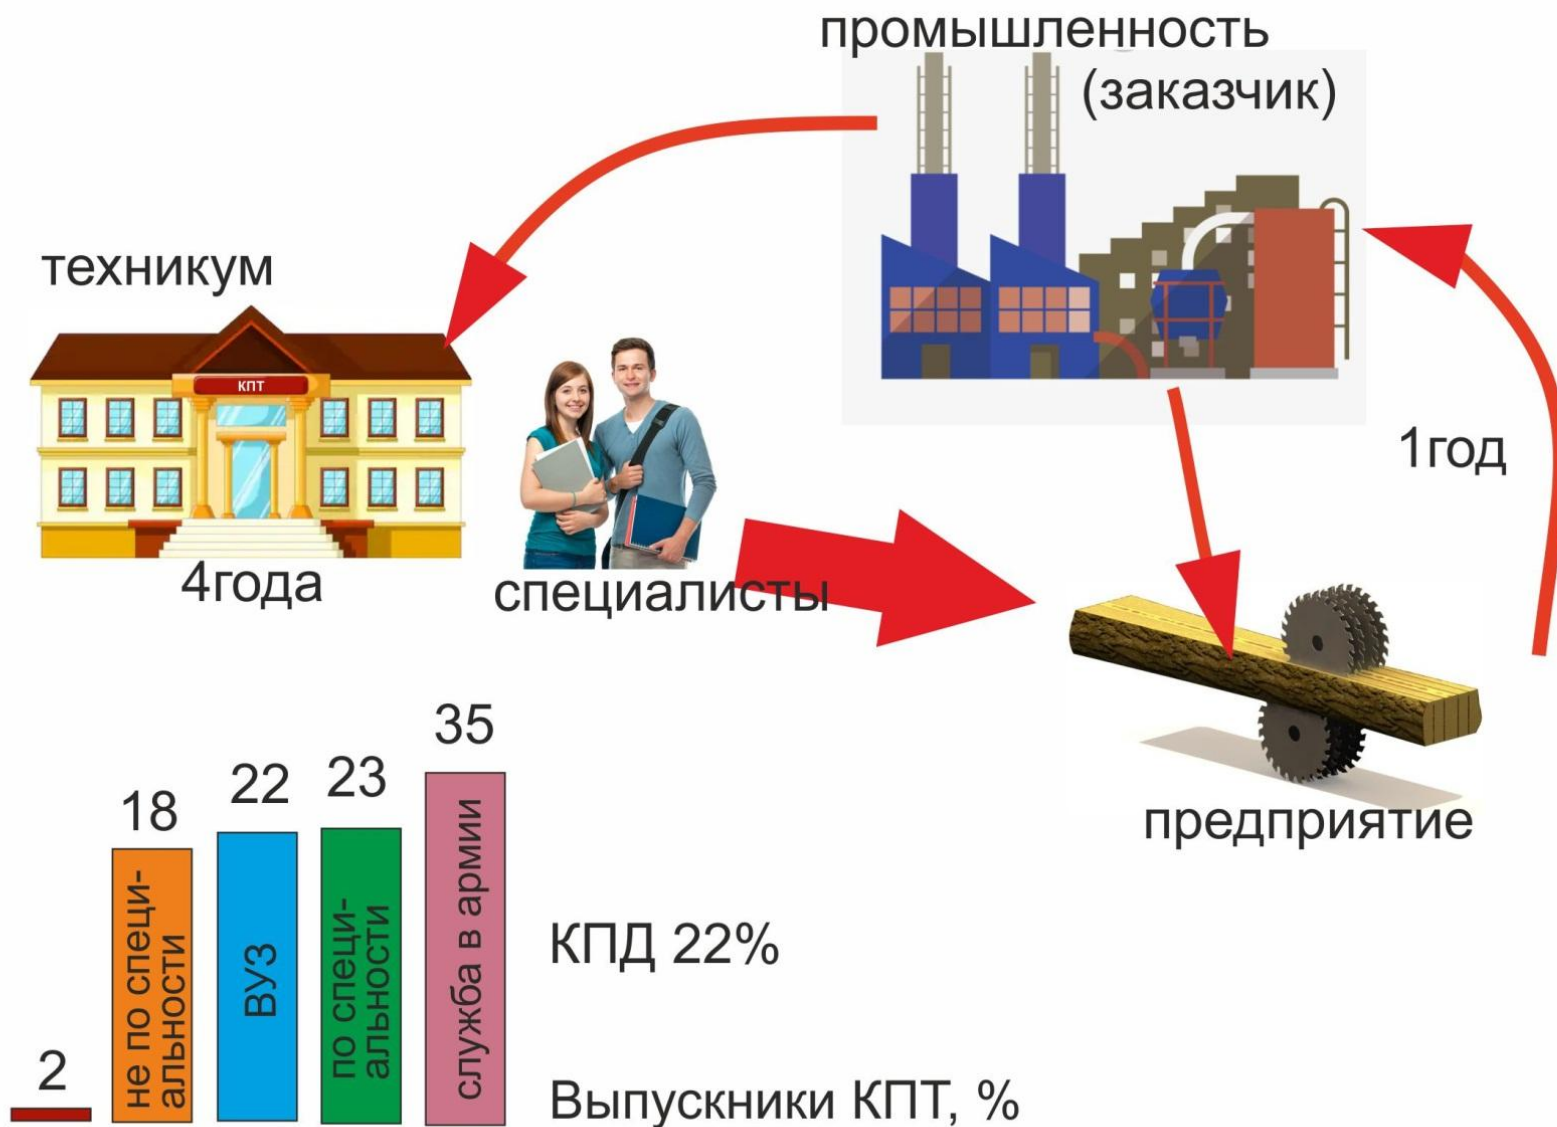 промышленность
(заказчик)
техникум
КПТ
4года
специалисты
1год
предприятие
2
18
не по специ-
альности
22
ВУЗ
23
по специ-
альности
35
служба в армии
КПД 22%
Выпускники КПТ, %